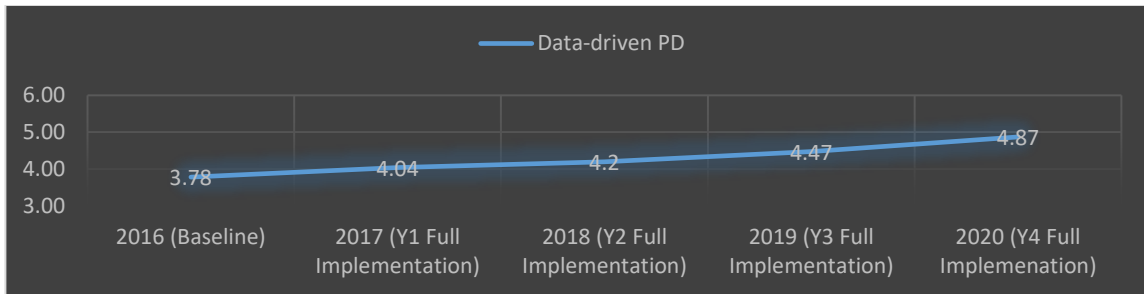 Data-driven PD
6.00
5.00
4.00
3.00
3.78
4.04
4.2
4.47
4.87
2016 (Baseline)
2017 (Y1 Full
Implementation)
2018 (Y2 Full
Implementation)
2019 (Y3 Full
Implementation)
2020 (Y4 Full
Implemenation)